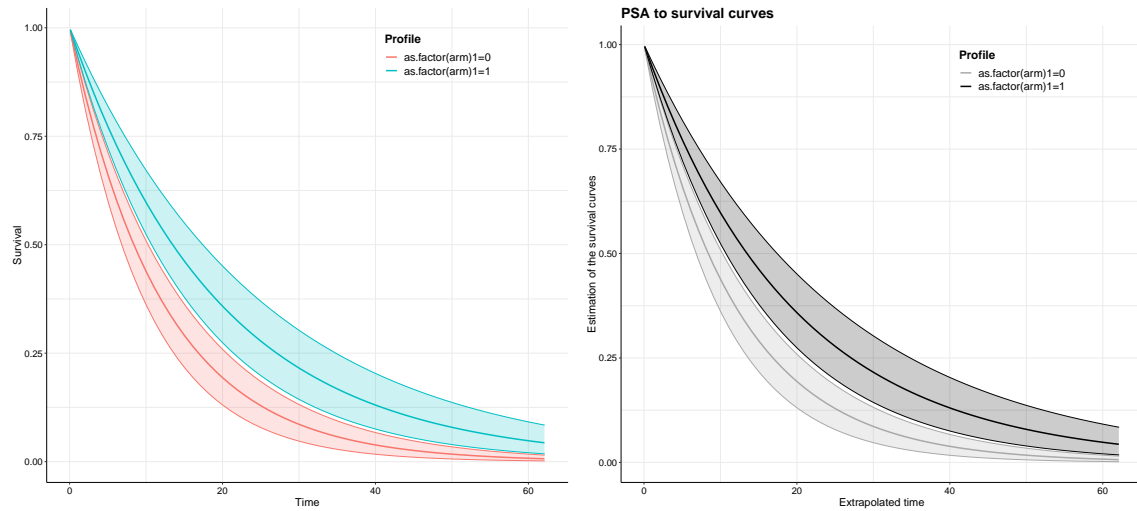 Survival
1.00
0.75
0.50
0.25
0.00
Profile
as.factor(arm)1=0
as.factor(arm)1=1
0
20
40
60
Time
PSA to survival curves
Estimation of the survival curves
1.00
0.75
0.50
0.25
0.00
Profile
as.factor(arm)1=0
as.factor(arm)1=1
0
20
40
60
Extrapolated time